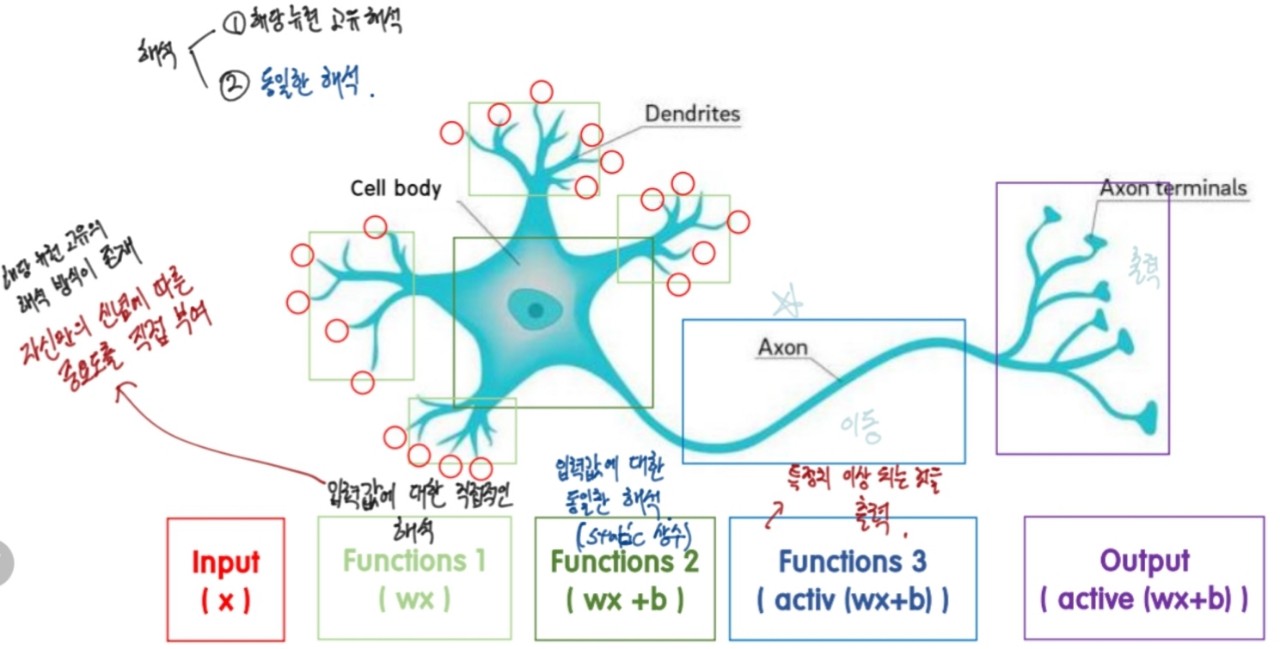 해석
① 해당 뉴런 고유 해석
② 동일한 해석.
Dendrites
Cell body
Axon terminals
해당 뉴런 고유의
해석 방식이 존재
자신만의 신념에 따른
중요도를 직접 부여
출력
Axon
이동
입력값에 대한 직접적인
해석
입력값에 대한
동일한 해석
(static 상수)
특정치 이상 되는 것들
출력.
Input
( x )
Functions 1
( wx )
Functions 2
( wx +b )
Functions 3
( activ (wx+b) )
Output
( active (wx+b) )